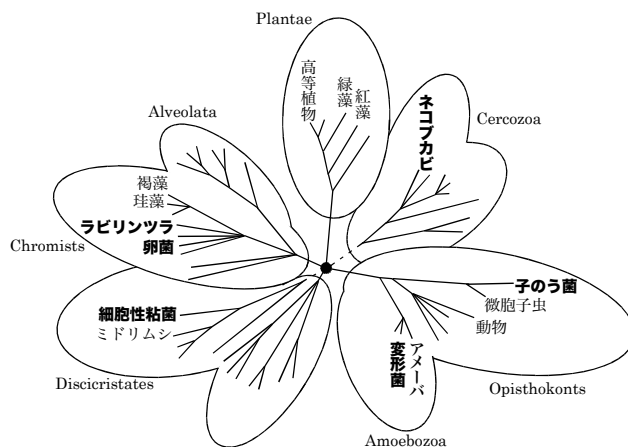 Plantae
高等植物
緑藻
紅藻
Alveolata
ネコブカビ
Cercozoa
褐藻
珪藻
ラビリンツラ
卵菌
Chromists
子のう菌
微胞子虫
動物
細胞性粘菌
ミドリムシ
アメーバ
変形菌
Discicristates
Opisthokonts
Amoebozoa